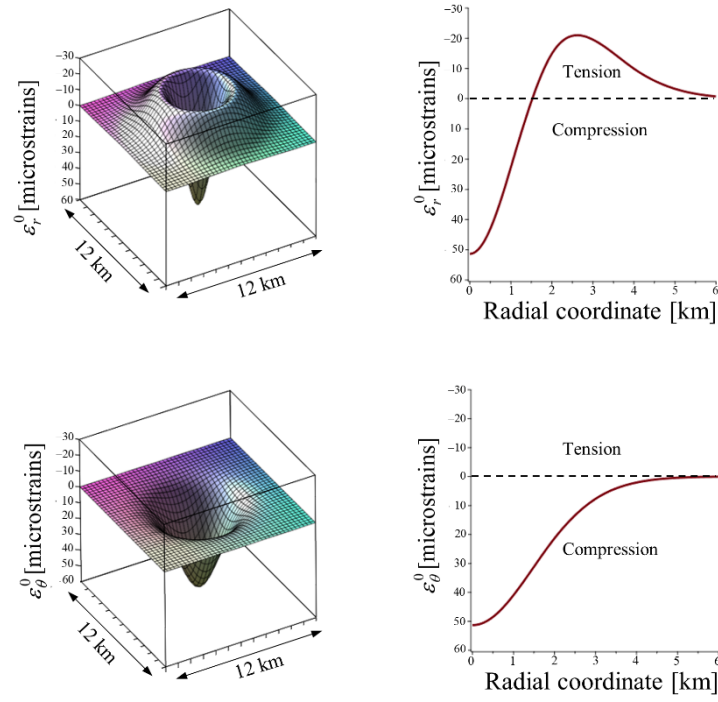 −30
−20
−10
0
10
20
30
40
50
60
ε_r^0 [microstrains]
12 km
12 km
−30
−20
−10
0
10
20
30
40
50
60
ε_r^0 [microstrains]
Tension
Compression
0 1 2 3 4 5 6
Radial coordinate [km]
30
−20
−10
0
10
20
30
40
50
−60
ε_θ^0 [microstrains]
12 km
12 km
−30
−20
−10
0
10
20
30
40
50
60
ε_θ^0 [microstrains]
Tension
Compression
0 1 2 3 4 5 6
Radial coordinate [km]